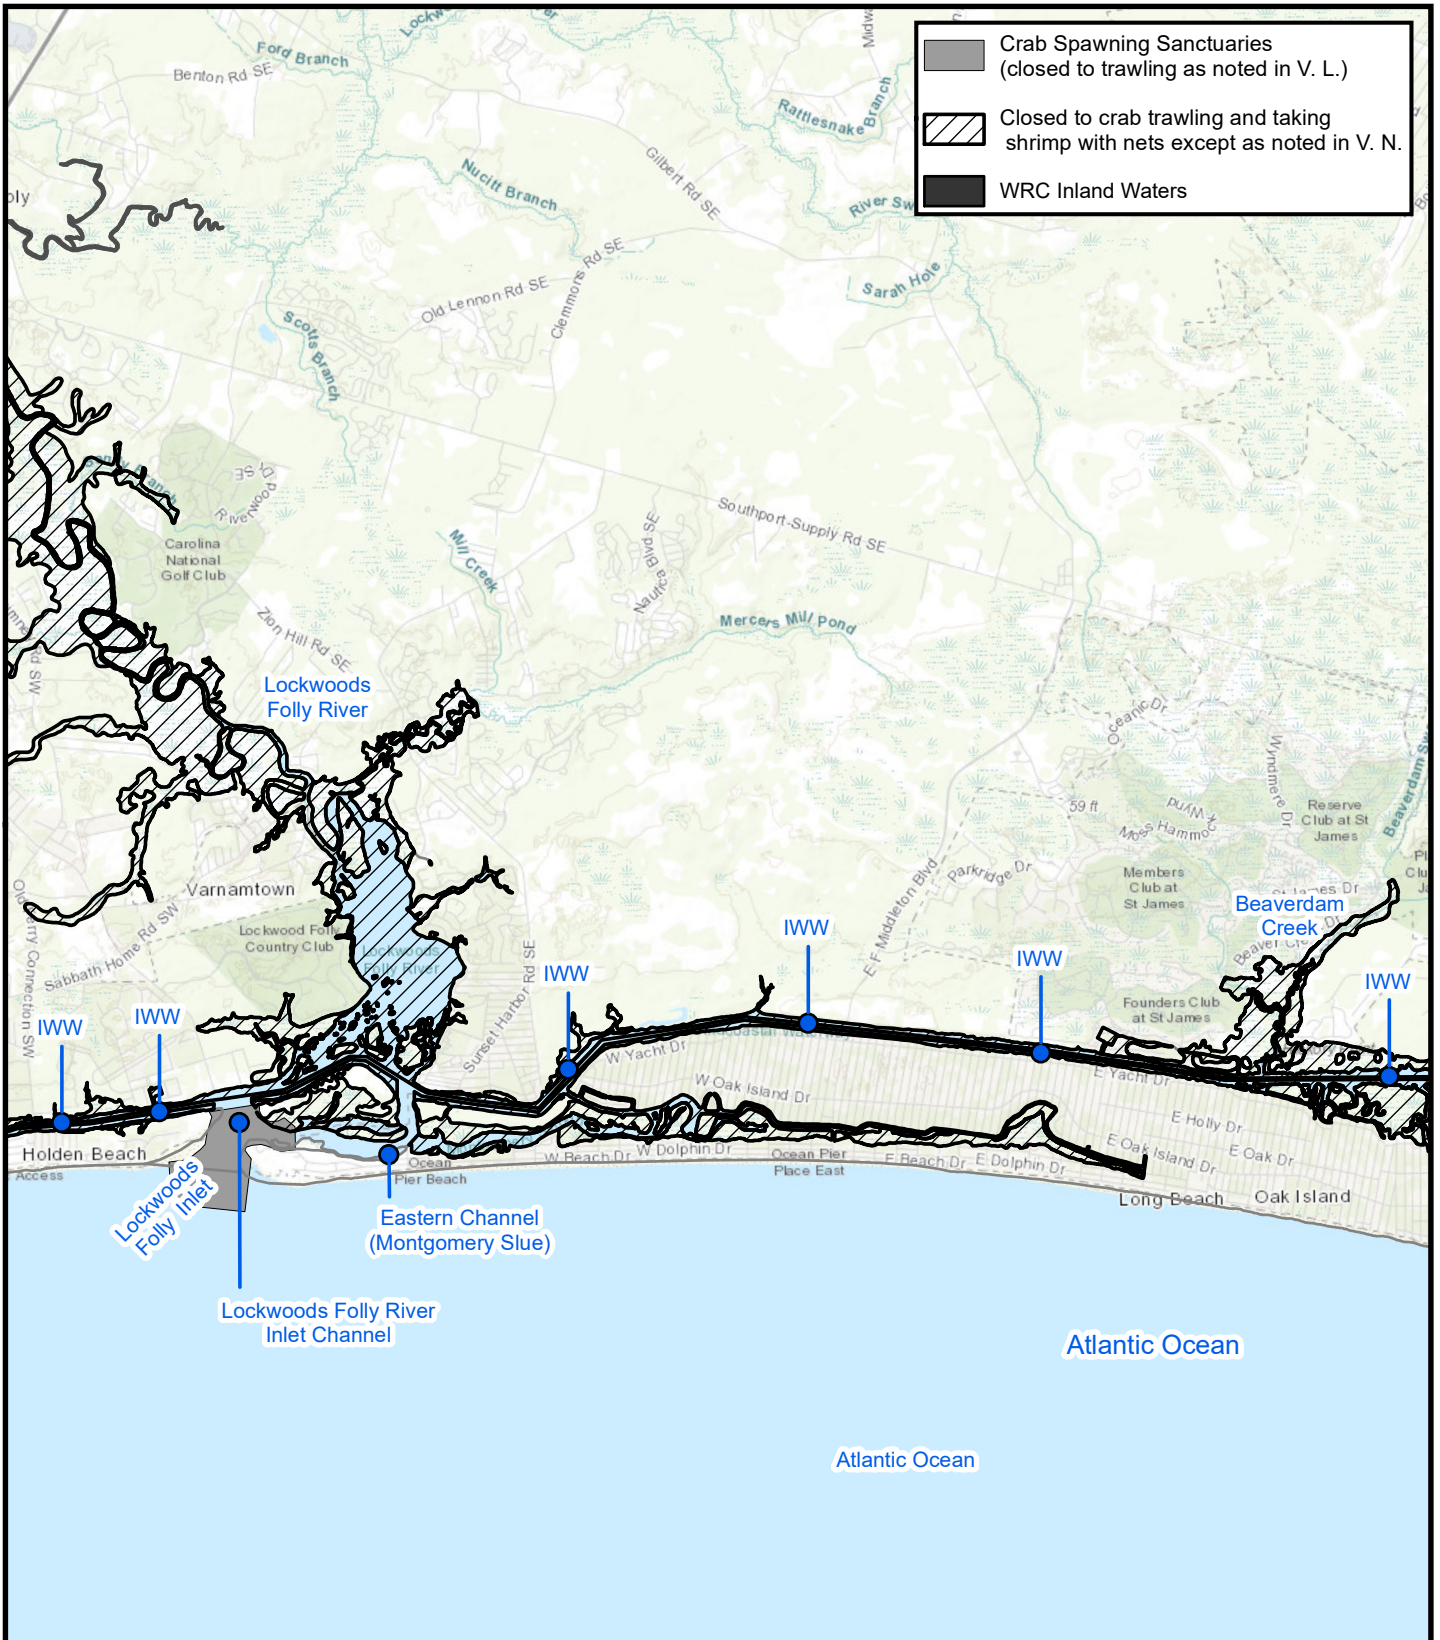 Crab Spawning Sanctuaries
(closed to trawling as noted in V. L.)
Closed to crab trawling and taking
shrimp with nets except as noted in V. N.
WRC Inland Waters
Ford Branch
Benton Rd SE
Rattlesnake Branch
Gilbert Rd SE
Nucitt Branch
River Sw
Sarah Hole
Old Lennon Rd SE
Clemmons Rd SE
Scotts Branch
Riverwood Dr SE
Carolina
National
Golf Club
Southport-Supply Rd SE
Mill Creek
Nautica Blvd SE
Mercers Mill Pond
Zion Hill Rd SE
Lockwoods
Folly River
Oceanic Dr
Wyndmere Dr
59 ft
Wynd
Moss Hammock
Reserve
Club at St
James
Beaverdam Sw
Varnamtown
Parkridge Dr
Members
Club at
St James
St James Dr
Beaverdam
Creek
E F Middleton Blvd
Lockwood Folly
Country Club
Lockwoods
Folly River
Sabbath Home Rd SW
Sunset Harbor Rd SE
IWW
IWW
IWW
IWW
IWW
IWW
Founders Club
at St James
W Yacht Dr
E Yacht Dr
W Oak Island Dr
E Holly Dr
E Oak Island Dr
E Oak Dr
Holden Beach
Access
Ocean
Pier Beach
W Beach Dr
W Dolphin Dr
Ocean Pier
Place East
E Beach Dr
E Dolphin Dr
Long Beach
Oak Island
Lockwoods
Folly Inlet
Eastern Channel
(Montgomery Slue)
Lockwoods Folly River
Inlet Channel
Atlantic Ocean
Atlantic Ocean